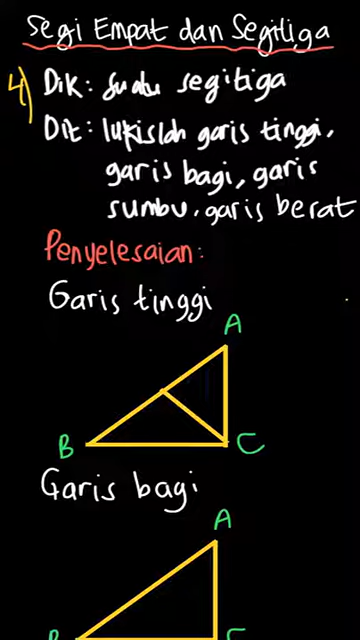 Segi Empat dan Segitiga
4) Dik: suatu segitiga
Dit: lukislah garis tinggi,
garis bagi, garis
sumbu, garis berat
Penyelesaian:
Garis tinggi
A
B
C
Garis bagi
A
B
C